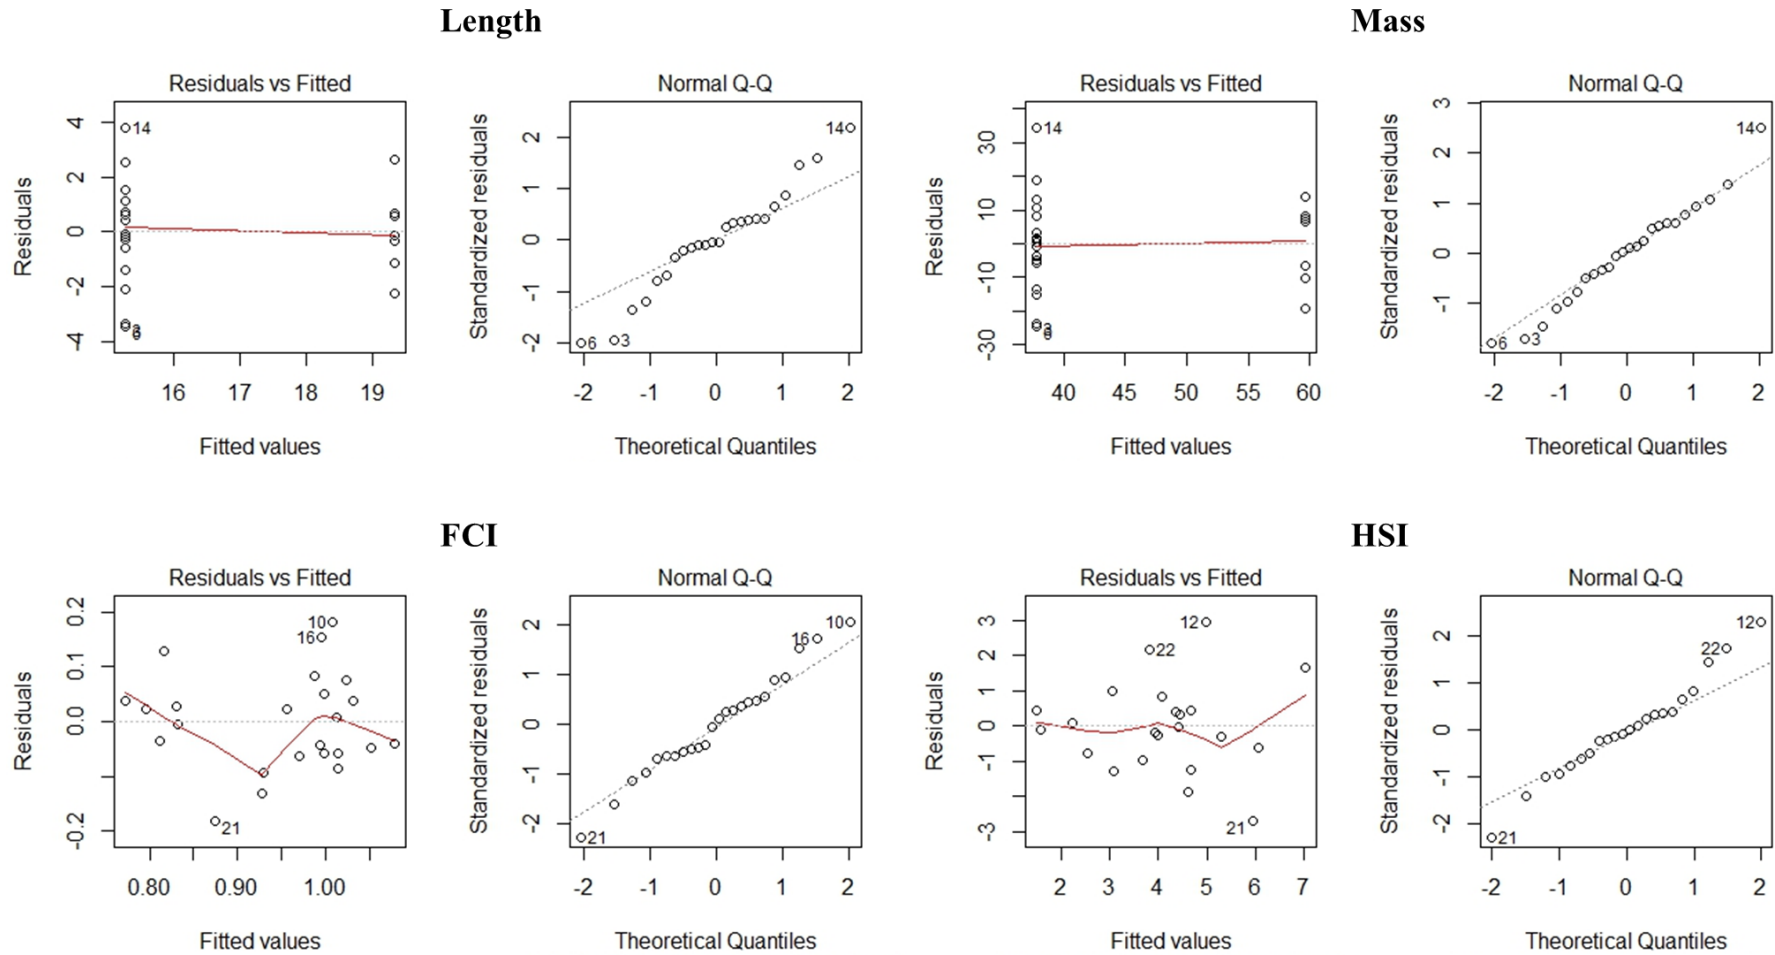 Length
Mass
Residuals vs Fitted
Residuals
4
2
0
-2
-4
14
3
6
16 17 18 19
Fitted values
Normal Q-Q
Standardized residuals
2
1
0
-1
-2
14
6
3
-2 -1 0 1 2
Theoretical Quantiles
Residuals vs Fitted
Residuals
30
10
-10
-30
14
3
6
40 45 50 55 60
Fitted values
Normal Q-Q
Standardized residuals
3
2
1
0
-1
14
6
3
-2 -1 0 1 2
Theoretical Quantiles
FCI
HSI
Residuals vs Fitted
Residuals
0.2
0.1
0.0
-0.2
10
16
21
0.80 0.90 1.00
Fitted values
Normal Q-Q
Standardized residuals
2
1
0
-1
-2
10
16
21
-2 -1 0 1 2
Theoretical Quantiles
Residuals vs Fitted
Residuals
3
2
1
0
-1
-3
12
22
21
2 3 4 5 6 7
Fitted values
Normal Q-Q
Standardized residuals
2
1
0
-1
-2
12
22
21
-2 -1 0 1 2
Theoretical Quantiles